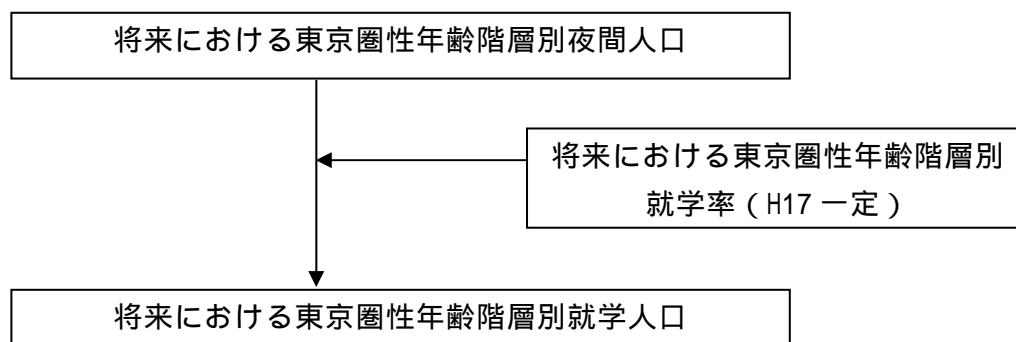 将来における東京圏性年齢階層別夜間人口
将来における東京圏性年齢階層別
就学率（H17 一定）
将来における東京圏性年齢階層別就学人口